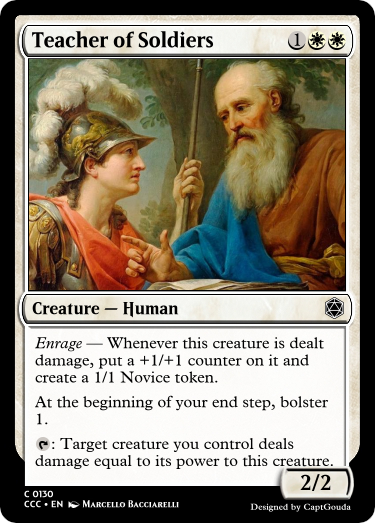 Teacher of Soldiers 1
Creature — Human
Enrage — Whenever this creature is dealt
damage, put a +1/+1 counter on it and
create a 1/1 Novice token.
At the beginning of your end step, bolster
1.
: Target creature you control deals
damage equal to its power to this creature.
2/2
C 0130
CCC • EN Marcello Bacciarelli
Designed by CaptGouda